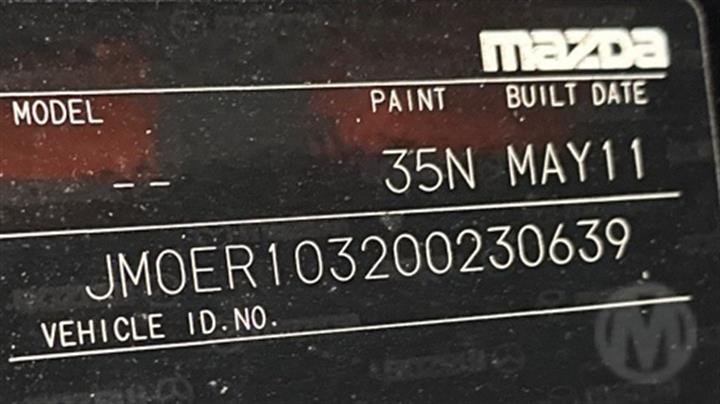 mazda
MODEL PAINT BUILT DATE
-- 35N MAY11
JM0ER103200230639
VEHICLE ID.NO.
M